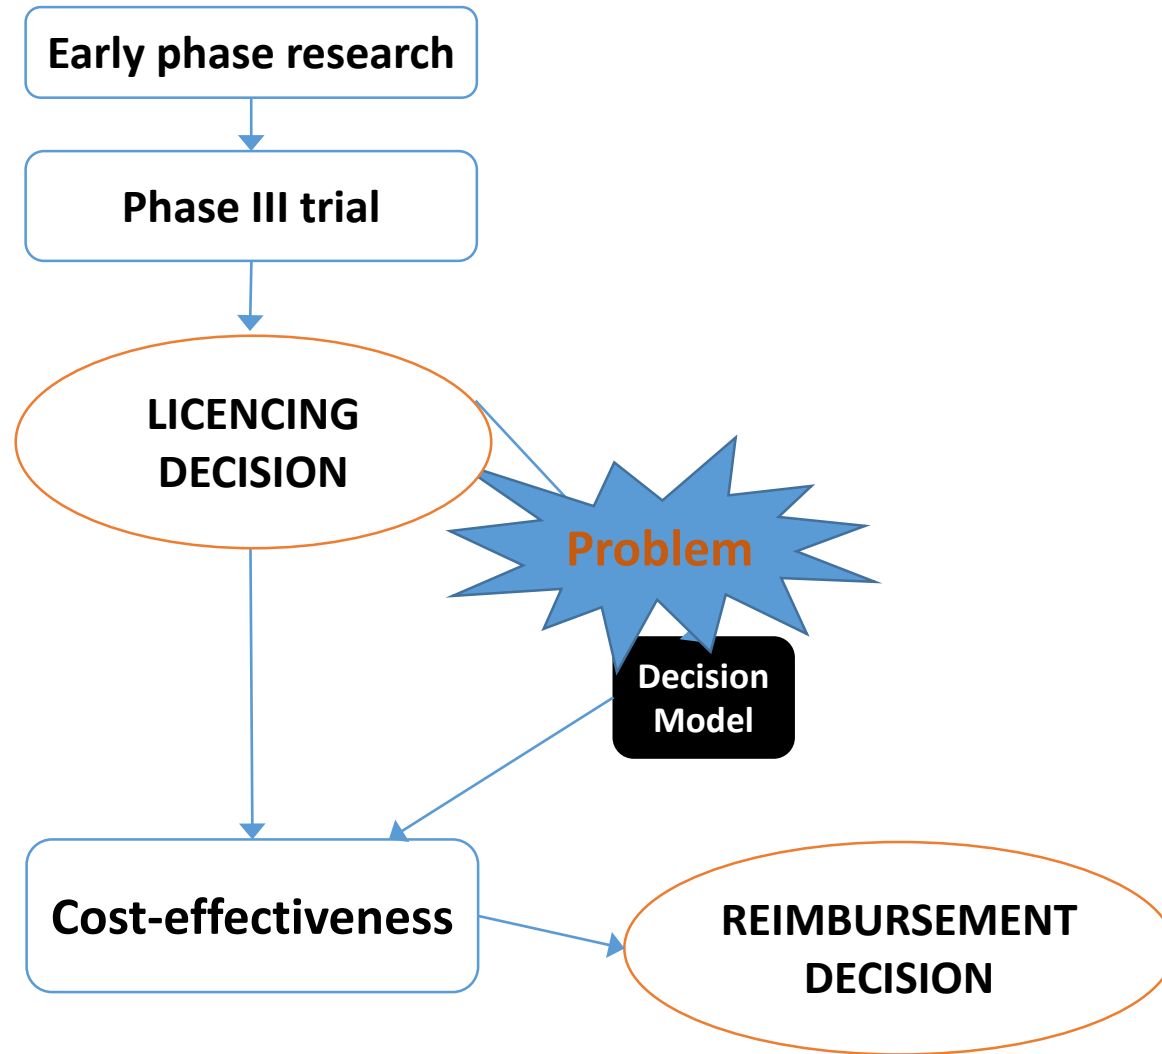 Early phase research
Phase III trial
LICENCING
DECISION
Problem
Decision
Model
Cost-effectiveness
REIMBURSEMENT
DECISION